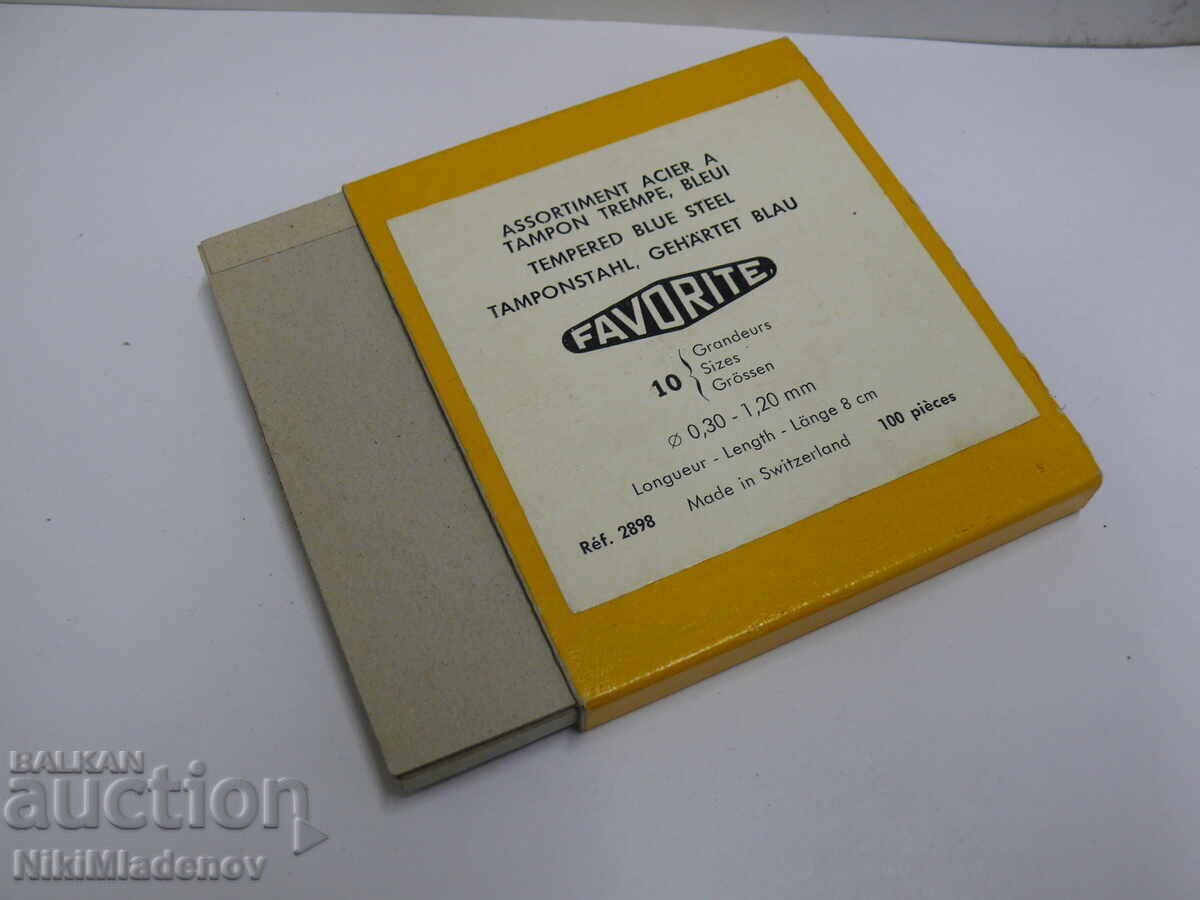 ASSORTIMENT ACIER A
TAMPON TREMPE, BLEUI
TEMPERED BLUE STEEL
TAMPONSTAHL, GEHÄRTET BLAU
FAVORITE
10 { Grandeurs
Sizes
Grössen
⌀ 0,30 - 1,20 mm
Longueur - Length - Länge 8 cm
Réf. 2898 Made in Switzerland 100 pièces
BALKAN
auction
NikiMladenov